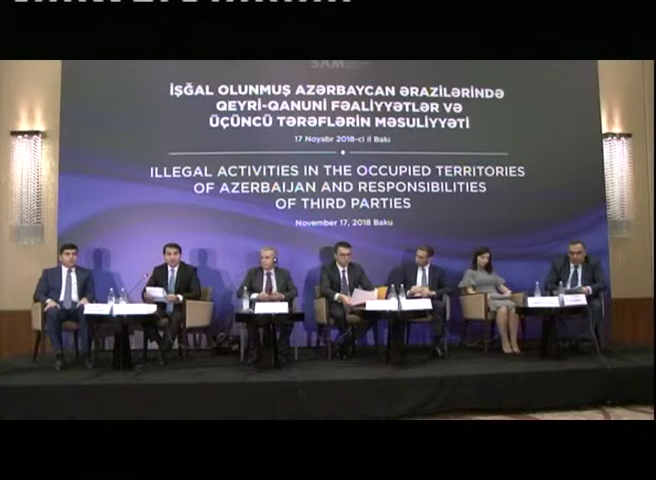 SAM
İŞĞAL OLUNMUŞ AZƏRBAYCAN ƏRAZİLƏRİNDƏ
QEYRİ-QANUNİ FƏALİYYƏTLƏR VƏ
ÜÇÜNCÜ TƏRƏFLƏRİN MƏSULİYYƏTİ
17 Noyabr 2018-ci il Bakı
ILLEGAL ACTIVITIES IN THE OCCUPIED TERRITORIES
OF AZERBAIJAN AND RESPONSIBILITIES
OF THIRD PARTIES
November 17, 2018 Baku